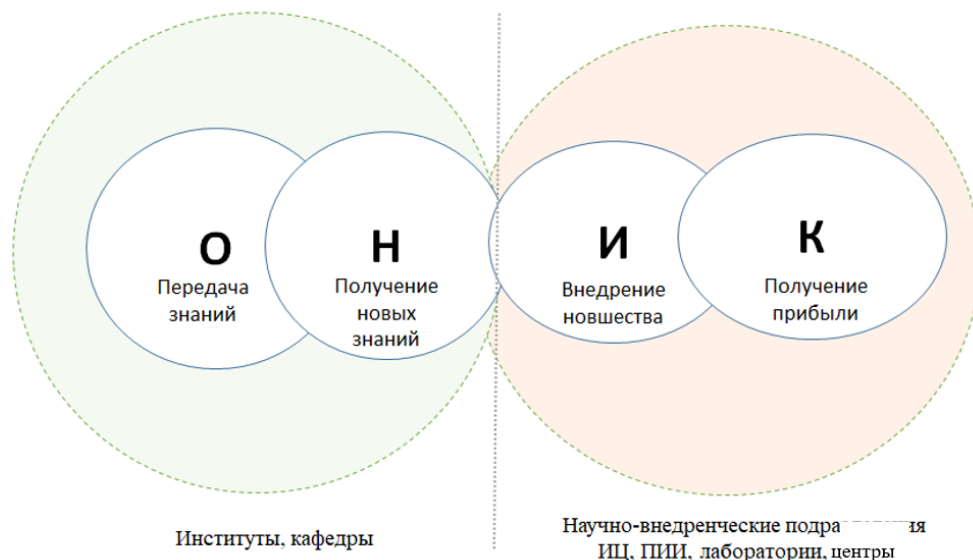 О
Передача
знаний
Н
Получение
новых
знаний
И
Внедрение
новшества
К
Получение
прибыли
Институты, кафедры
Научно-внедренческие
ИЦ, ПИИ, лаборатории, центры